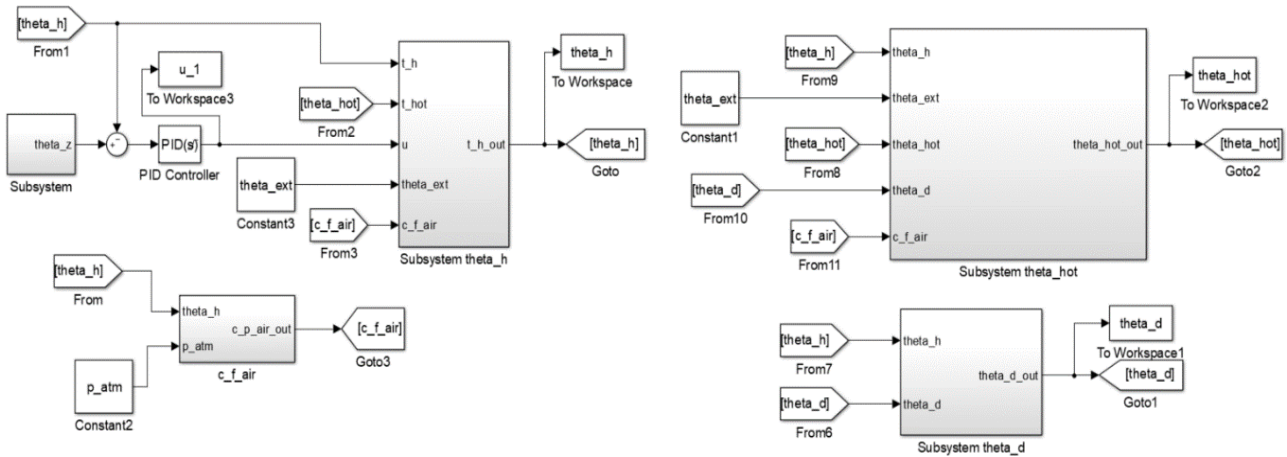 [theta_h]
From1
u_1
To Workspace3
theta_z
Subsystem
+
−
PID(s)
PID Controller
[theta_hot]
From2
theta_ext
Constant3
[c_f_air]
From3
t_h
t_hot
u
theta_ext
c_f_air
t_h_out
Subsystem theta_h
theta_h
To Workspace
[theta_h]
Goto
[theta_h]
From
p_atm
Constant2
theta_h
p_atm
c_p_air_out
c_f_air
[c_f_air]
Goto3
[theta_h]
From9
theta_ext
Constant1
[theta_hot]
From8
[theta_d]
From10
[c_f_air]
From11
theta_h
theta_ext
theta_hot
theta_d
c_f_air
theta_hot_out
Subsystem theta_hot
theta_hot
To Workspace2
[theta_hot]
Goto2
[theta_h]
From7
[theta_d]
From6
theta_h
theta_d
theta_d_out
Subsystem theta_d
theta_d
To Workspace1
[theta_d]
Goto1